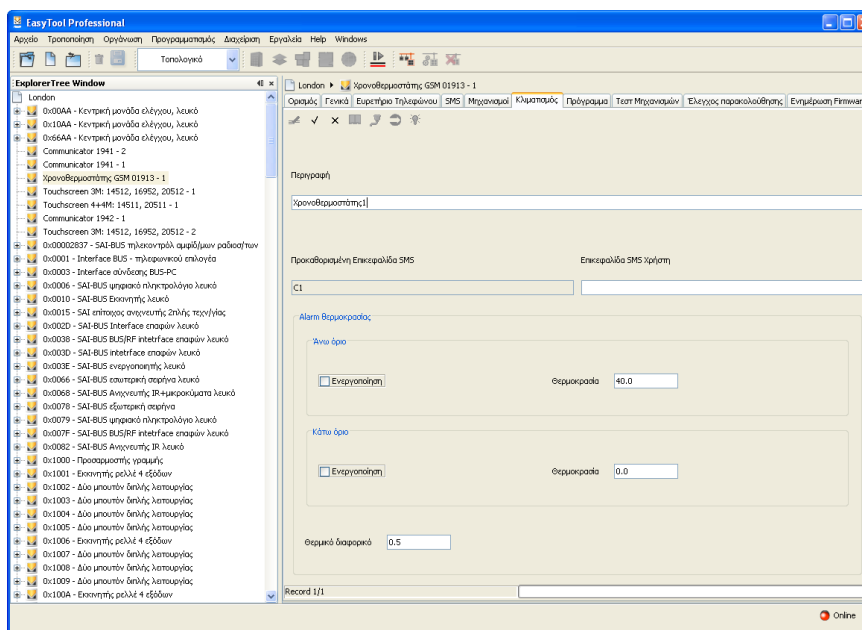 EasyTool Professional
Αρχείο Τροποποίηση Οργάνωση Προγραμματισμός Διαχείριση Εργαλεία Help Windows
Τοπολογικό
ExplorerTree Window
London
0x00AA - Κεντρική μονάδα ελέγχου, λευκό
0x10AA - Κεντρική μονάδα ελέγχου, λευκό
0x66AA - Κεντρική μονάδα ελέγχου, λευκό
Communicator 1941 - 2
Communicator 1941 - 1
Χρονοθερμοστάτης GSM 01913 - 1
Touchscreen 3M: 14512, 16952, 20512 - 1
Touchscreen 4+4M: 14511, 20511 - 1
Communicator 1942 - 1
Touchscreen 3M: 14512, 16952, 20512 - 2
0x00002837 - SAI-BUS τηλεκοντρόλ αμφίδ/μων ραδιοσ/των
0x0001 - Interface BUS - τηλεφωνικού επιλογέα
0x0003 - Interface σύνδεσης BUS-PC
0x0006 - SAI-BUS ψηφιακό πληκτρολόγιο λευκό
0x0010 - SAI-BUS Εκκινητής λευκό
0x0015 - SAI επίτοιχος ανιχνευτής 2πλής τεχν/γίας
0x002D - SAI-BUS Interface επαφών λευκό
0x0038 - SAI-BUS BUS/RF intetrface επαφών λευκό
0x003D - SAI-BUS intetrface επαφών λευκό
0x003E - SAI-BUS ενεργοποιητής λευκό
0x0066 - SAI-BUS εσωτερική σειρήνα λευκό
0x0068 - SAI-BUS Ανιχνευτής IR+μικροκύματα λευκό
0x0078 - SAI-BUS εξωτερική σειρήνα
0x0079 - SAI-BUS ψηφιακό πληκτρολόγιο λευκό
0x007F - SAI-BUS BUS/RF intetrface επαφών λευκό
0x0082 - SAI-BUS Ανιχνευτής IR λευκό
0x1000 - Προσαρμοστής γραμμής
0x1001 - Εκκινητής ρελλέ 4 εξόδων
0x1002 - Δύο μπουτόν διπλής λειτουργίας
0x1003 - Δύο μπουτόν διπλής λειτουργίας
0x1004 - Δύο μπουτόν διπλής λειτουργίας
0x1005 - Δύο μπουτόν διπλής λειτουργίας
0x1006 - Εκκινητής ρελλέ 4 εξόδων
0x1007 - Δύο μπουτόν διπλής λειτουργίας
0x1008 - Δύο μπουτόν διπλής λειτουργίας
0x1009 - Δύο μπουτόν διπλής λειτουργίας
0x100A - Εκκινητής ρελλέ 4 εξόδων
London Χρονοθερμοστάτης GSM 01913 - 1
Ορισμός Γενικά Ευρετήριο Τηλεφώνου SMS Μηχανισμοί Κλιματισμός Πρόγραμμα Τεστ Μηχανισμών Έλεγχος παρακολούθησης Ενημέρωση Firmwar
Περιγραφή
Χρονοθερμοστάτης1
Προκαθορισμένη Επικεφαλίδα SMS Επικεφαλίδα SMS Χρήστη
C1
Alarm θερμοκρασίας
Άνω όριο
Ενεργοποίηση Θερμοκρασία 40.0
Κάτω όριο
Ενεργοποίηση Θερμοκρασία 0.0
Θερμικό διαφορικό 0.5
Record 1/1
Online